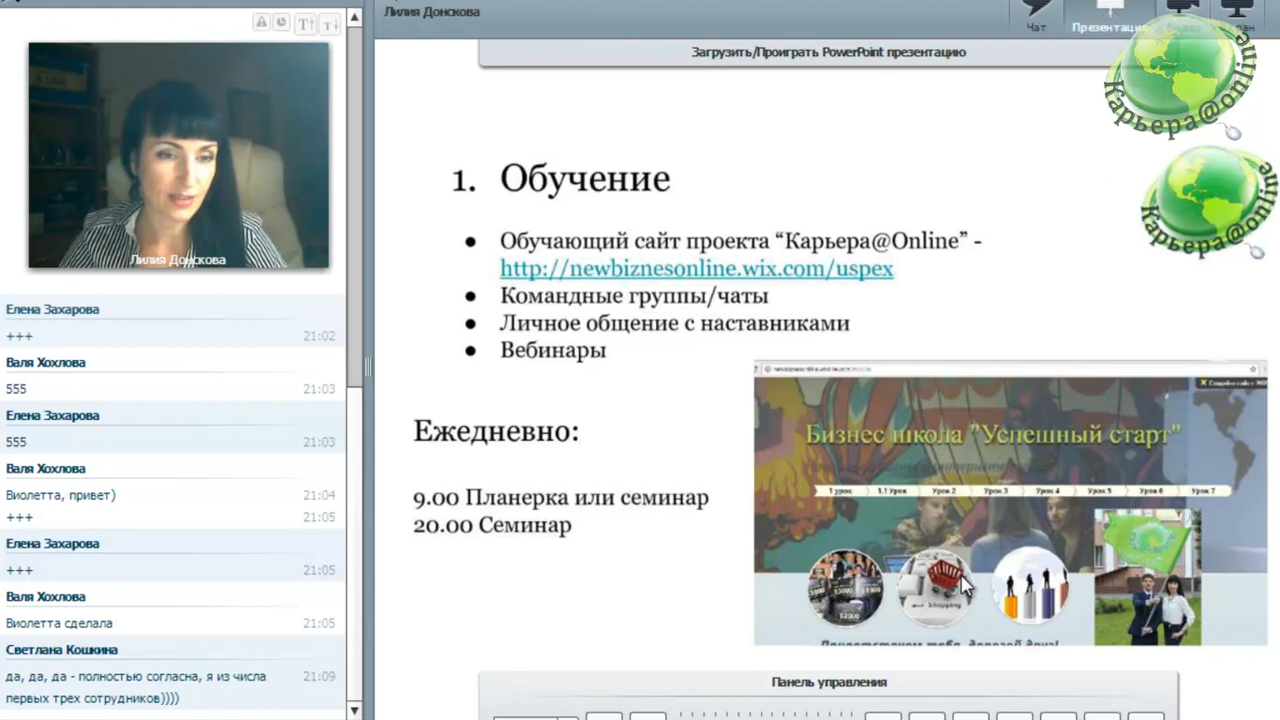 Лилия Донскова
Чат
Презентация
Загрузить/Проиграть PowerPoint презентацию
Карьера@online
Карьера@online
Лилия Донскова
Елена Захарова
+++ 21:02
Валя Хохлова
555 21:03
Елена Захарова
555 21:03
Валя Хохлова
Виолетта, привет) 21:04
+++ 21:05
Елена Захарова
+++ 21:05
Валя Хохлова
Виолетта сделала 21:05
Светлана Кошкина
да, да, да - полностью согласна, я из числа 21:09
первых трех сотрудников))))
1. Обучение
● Обучающий сайт проекта “Карьера@Online” -
http://newbiznesonline.wix.com/uspex
● Командные группы/чаты
● Личное общение с наставниками
● Вебинары
Ежедневно:
9.00 Планерка или семинар
20.00 Семинар
Бизнес школа "Успешный старт"
1 урок 1.1 Урок Урок 2 Урок 3 Урок 4 Урок 5 Урок 6 Урок 7
Shopping
Приветствуем тебя, дорогой друг!
Панель управления